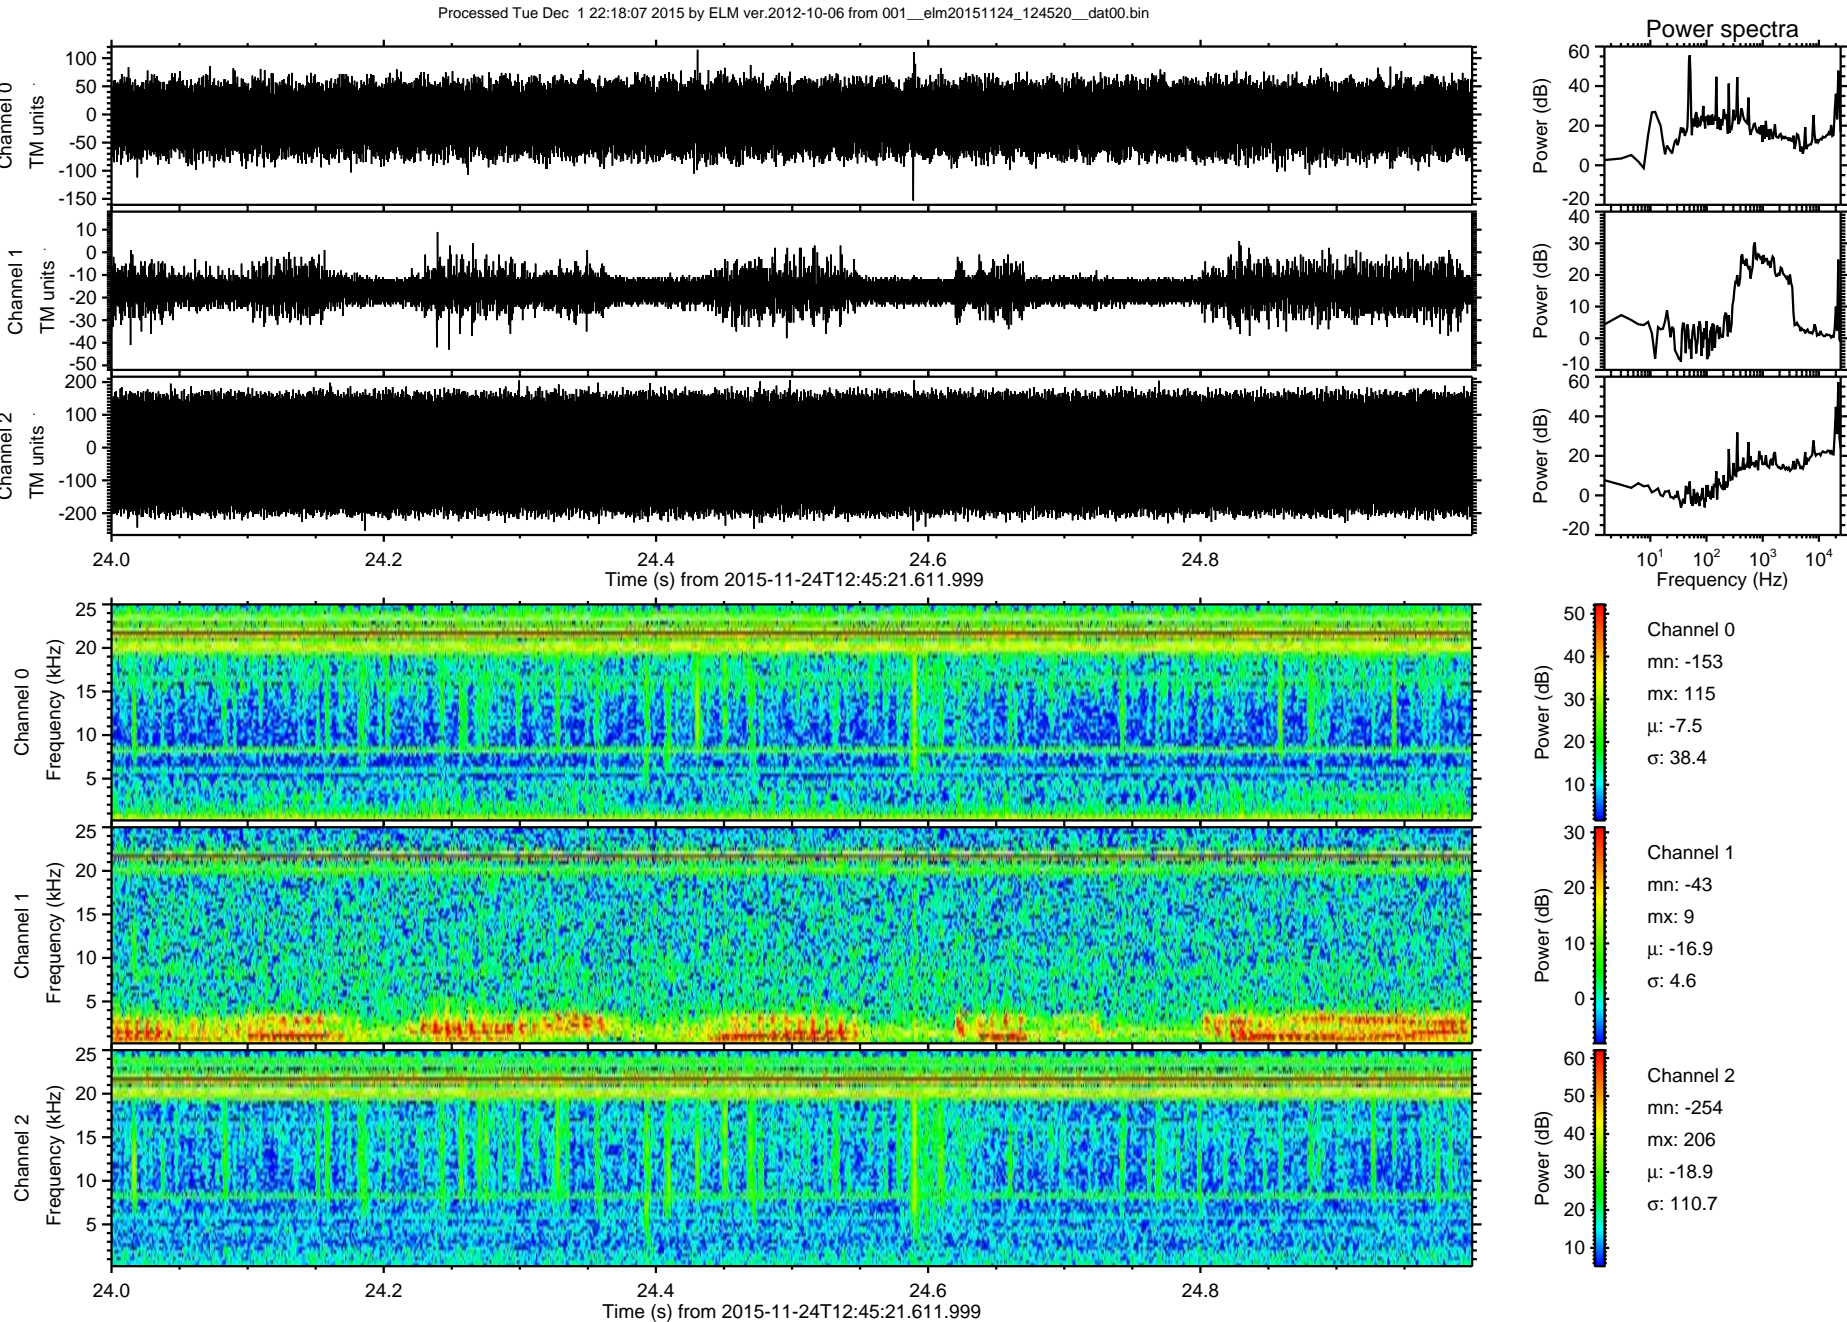 Processed Tue Dec  1 22:18:07 2015 by ELM ver.2012-10-06 from 001__elm20151124_124520__dat00.bin
Power spectra
Channel 0
TM units
100
50
0
-50
-100
-150
Power (dB)
60
40
20
0
-20
Channel 1
TM units
10
0
-10
-20
-30
-40
-50
Power (dB)
40
30
20
10
0
-10
Channel 2
TM units
200
100
0
-100
-200
Power (dB)
60
40
20
0
-20
24.0 24.2 24.4 24.6 24.8
Time (s) from 2015-11-24T12:45:21.611.999
10^1 10^2 10^3 10^4
Frequency (Hz)
Channel 0
Frequency (kHz)
25
20
15
10
5
Power (dB)
50
40
30
20
10
Channel 0
mn: -153
mx: 115
μ: -7.5
σ: 38.4
Channel 1
Frequency (kHz)
25
20
15
10
5
Power (dB)
30
20
10
0
Channel 1
mn: -43
mx: 9
μ: -16.9
σ: 4.6
Channel 2
Frequency (kHz)
25
20
15
10
5
Power (dB)
60
50
40
30
20
10
Channel 2
mn: -254
mx: 206
μ: -18.9
σ: 110.7
24.0 24.2 24.4 24.6 24.8
Time (s) from 2015-11-24T12:45:21.611.999